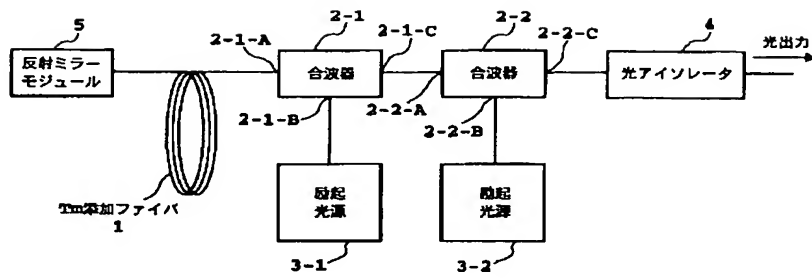 5
反射ミラー
モジュール
Tm添加ファイバ
1
2-1-A
2-1
合波器
2-1-C
2-1-B
励起
光源
3-1
2-2-A
2-2
合波器
2-2-C
2-2-B
励起
光源
3-2
4
光アイソレータ
光出力